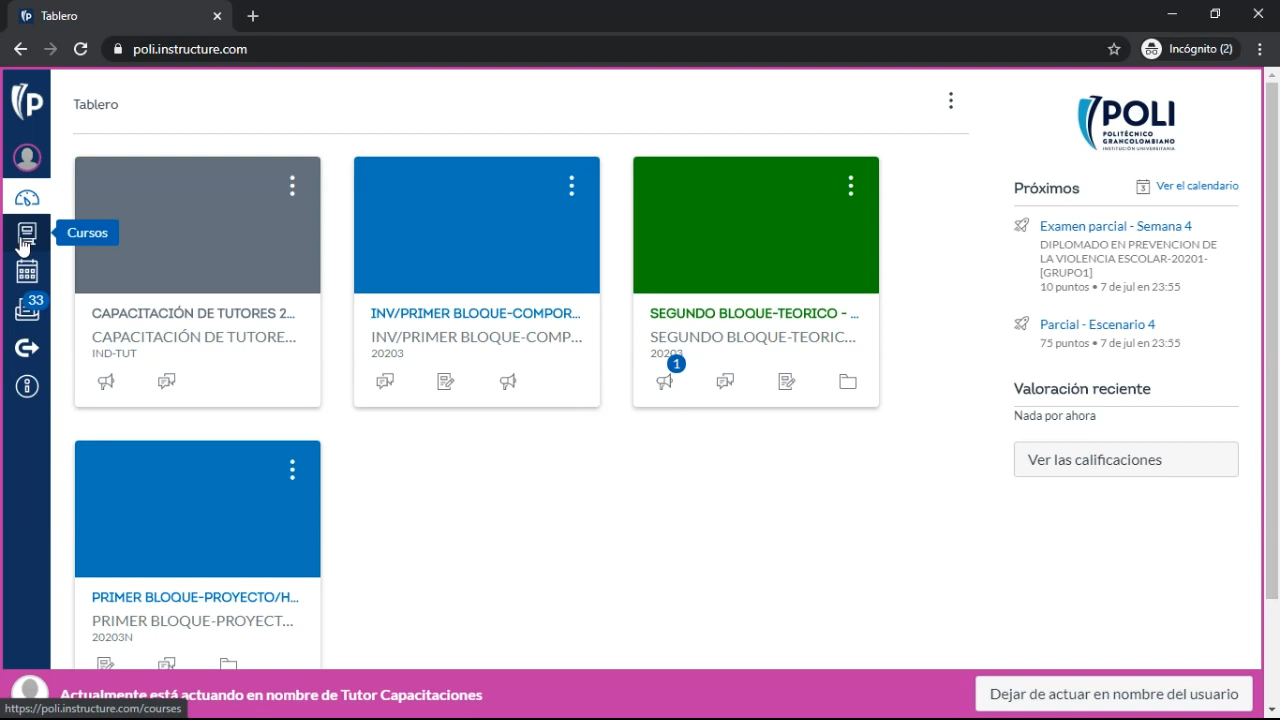 Tablero
poli.instructure.com
Incógnito (2)
P
Tablero
Cursos
33
CAPACITACIÓN DE TUTORES 2...
CAPACITACIÓN DE TUTORE...
IND-TUT
INV/PRIMER BLOQUE-COMPOR...
INV/PRIMER BLOQUE-COMP...
20203
SEGUNDO BLOQUE-TEORICO - ...
SEGUNDO BLOQUE-TEORIC...
20203
1
PRIMER BLOQUE-PROYECTO/H...
PRIMER BLOQUE-PROYECT...
20203N
POLI
POLITÉCNICO
GRANCOLOMBIANO
INSTITUCIÓN UNIVERSITARIA
Próximos
3
Ver el calendario
Examen parcial - Semana 4
DIPLOMADO EN PREVENCION DE
LA VIOLENCIA ESCOLAR-20201-
[GRUPO1]
10 puntos • 7 de jul en 23:55
Parcial - Escenario 4
75 puntos • 7 de jul en 23:55
Valoración reciente
Nada por ahora
Ver las calificaciones
Actualmente está actuando en nombre de Tutor Capacitaciones
Dejar de actuar en nombre del usuario
https://poli.instructure.com/courses